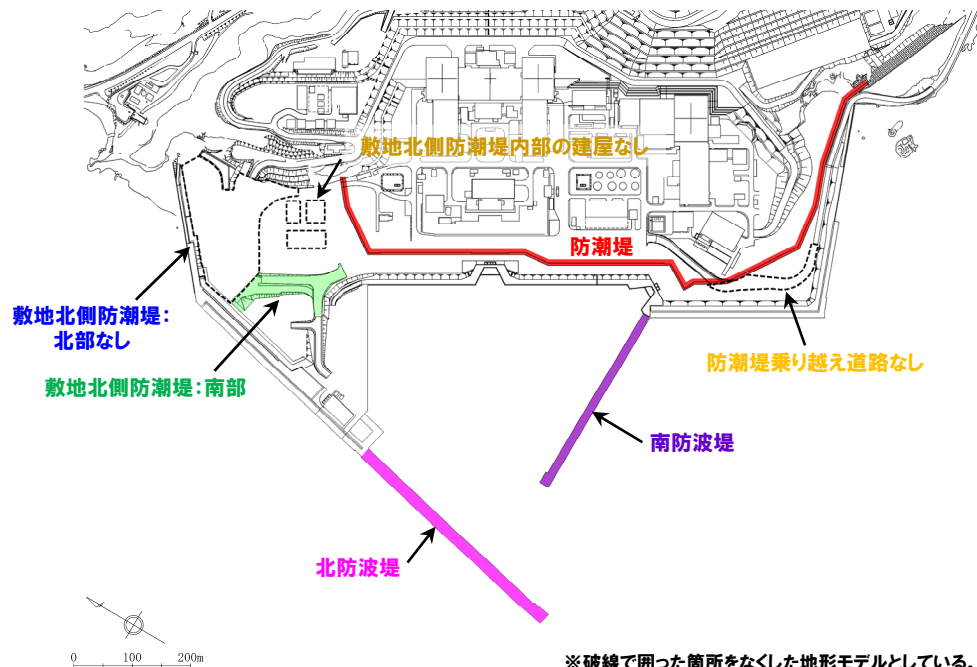 敷地北側防潮堤内部の建屋なし
防潮堤
敷地北側防潮堤：
北部なし
敷地北側防潮堤：南部
防潮堤乗り越え道路なし
南防波堤
北防波堤
0 100 200m
※破線で囲った箇所をなくした地形モデルとしている。